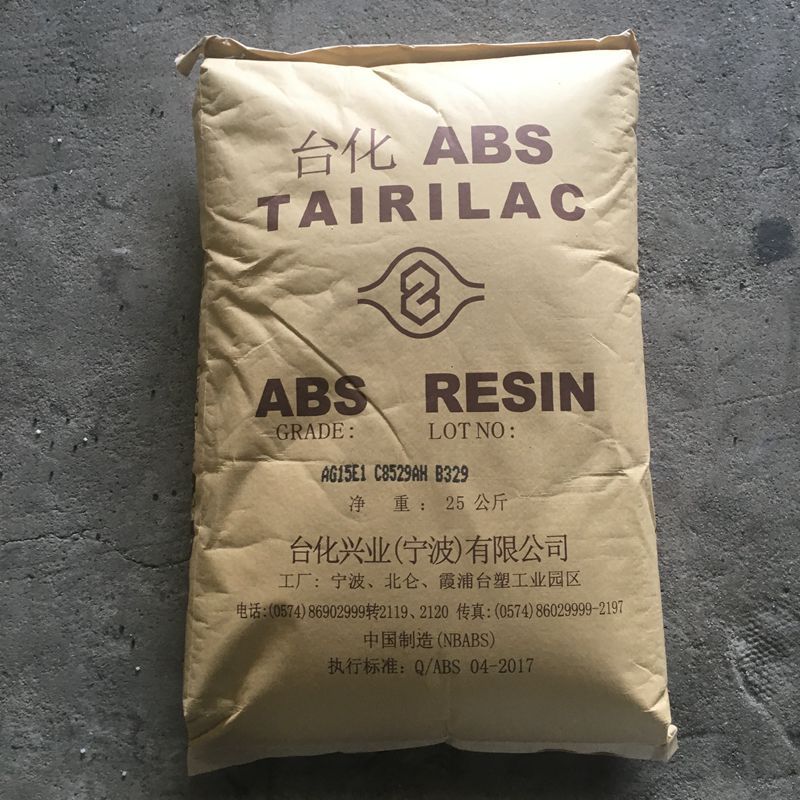 台化 ABS
TAIRILAC
ABS RESIN
GRADE: LOT NO:
AG15E1 C8529AH B329
净 重: 25 公斤
台化兴业(宁波)有限公司
工厂: 宁波、北仑、霞浦台塑工业园区
电话:(0574)86902999转2119、2120 传真:(0574)86029999-2197
中国制造(NBABS)
执行标准: Q/ABS 04-2017